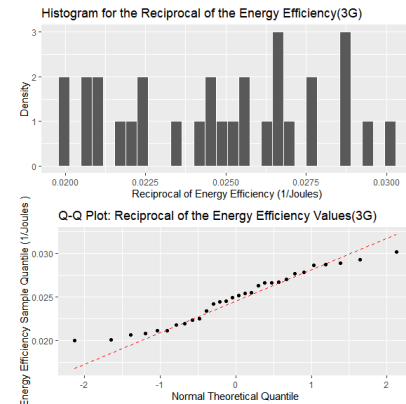 Histogram for the Reciprocal of the Energy Efficiency(3G)
3
2
1
0
Density
0.0200 0.0225 0.0250 0.0275 0.0300
Reciprocal of Energy Efficiency (1/Joules)
Q-Q Plot: Reciprocal of the Energy Efficiency Values(3G)
Energy Efficiency Sample Quantile (1/Joules )
0.030
0.025
0.020
-2 -1 0 1 2
Normal Theoretical Quantile